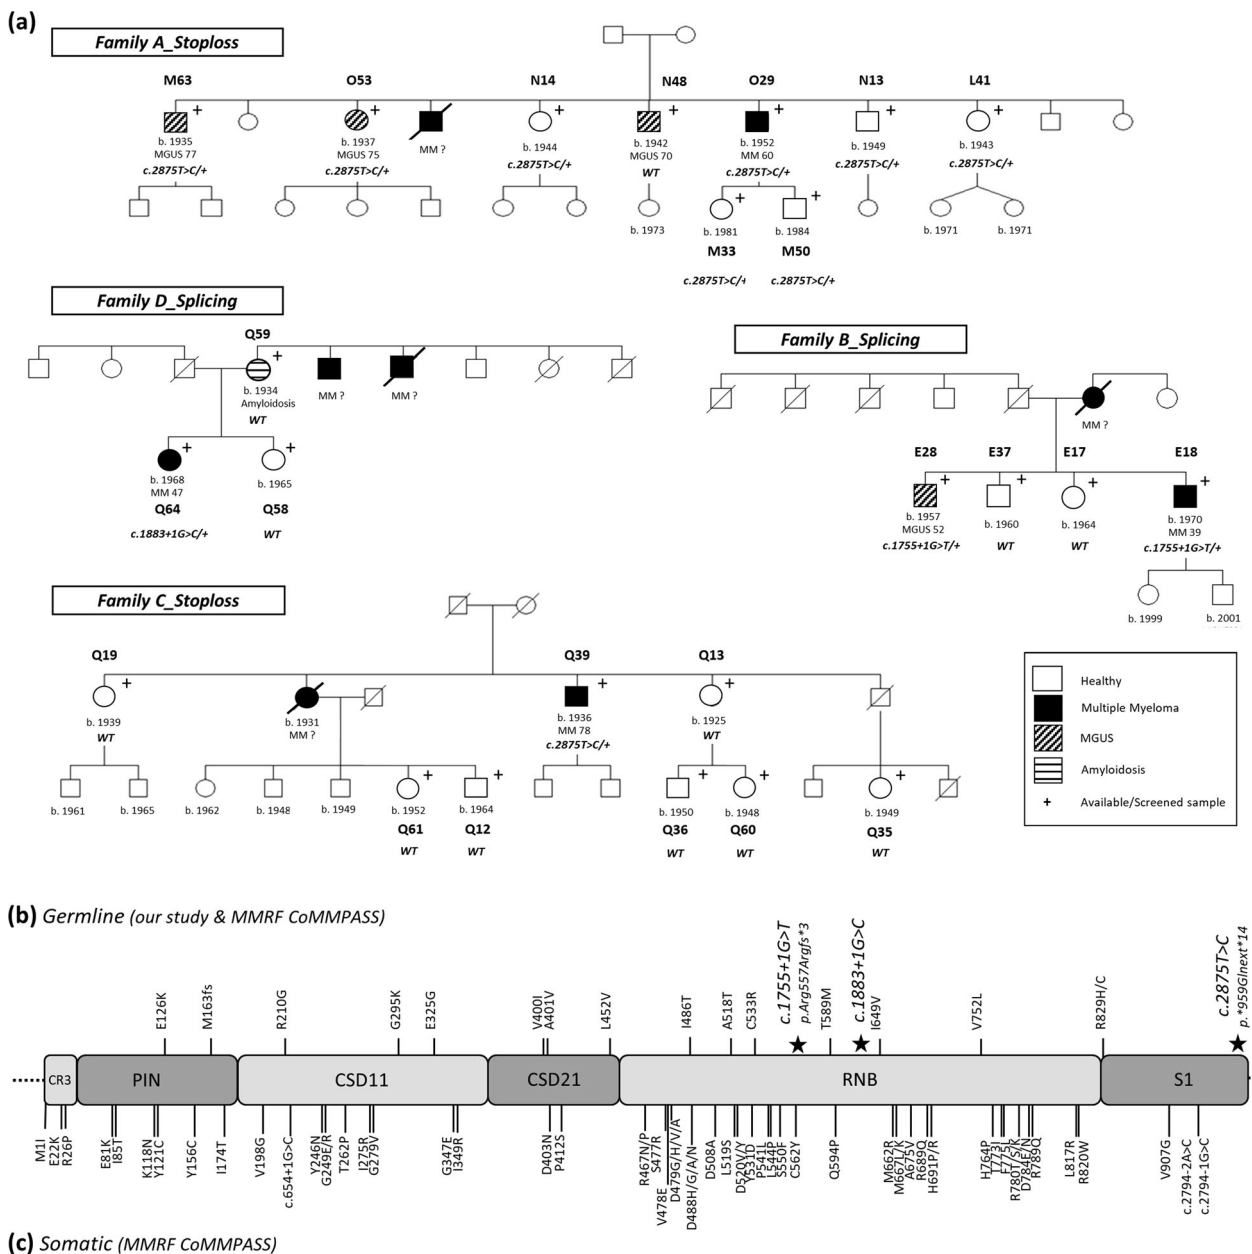 (a)
Family A_Stoploss
M63 O53 N14 N48 O29 N13 L41
+ + + + + + +
b. 1935 b. 1937 MM ? b. 1944 b. 1942 b. 1952 b. 1949 b. 1943
MGUS 77 MGUS 75 MGUS 70 MM 60
c.2875T>C/+ c.2875T>C/+ c.2875T>C/+ WT c.2875T>C/+ c.2875T>C/+ c.2875T>C/+
+ +
b. 1973 b. 1981 b. 1984 b. 1971 b. 1971
M33 M50
c.2875T>C/+ c.2875T>C/+
Family D_Splicing
Q59
+
b. 1934 MM ? MM ?
Amyloidosis
WT
+ +
b. 1968 b. 1965
MM 47
Q64 Q58
c.1883+1G>C/+ WT
Family B_Splicing
MM ?
E28 E37 E17 E18
+ + + +
b. 1957 b. 1960 b. 1964 b. 1970
MGUS 52 MM 39
c.1755+1G>T/+ WT WT c.1755+1G>T/+
b. 1999 b. 2001
Family C_Stoploss
Q19 Q39 Q13
+ + +
b. 1939 b. 1931 b. 1936 b. 1925
WT MM ? MM 78 WT
c.2875T>C/+
+ + + + +
b. 1961 b. 1965 b. 1962 b. 1948 b. 1949 b. 1952 b. 1964 b. 1950 b. 1948 b. 1949
Q61 Q12 Q36 Q60 Q35
WT WT WT WT WT
Healthy
Multiple Myeloma
MGUS
Amyloidosis
+ Available/Screened sample
(b) Germline (our study & MMRF CoMMPASS)
E126K
M163fs
R210G
G295K
E325G
V400I
A401V
L452V
I486T
A518T
C533R
c.1755+1G>T
p.Arg557Argfs*3
T589M
c.1883+1G>C
I649V
V752L
R829H/C
c.2875T>C
p.*959Glnext*14
CR3 PIN CSD11 CSD21 RNB S1
M1I
E22K
R26P
E81K
I85T
K118N
Y121C
Y156C
I174T
V198G
c.654+1G>C
Y246N
G249E/R
T262P
I275R
G279V
G347E
I349R
D403N
P412S
R467N/P
S477R
V478E
D479G/H/V/A
D488H/G/A/N
D508A
L519S
D520V/Y
Y531D
P541L
L544P
S550F
C562Y
Q594P
M662R
M667L/K
A675V
R689Q
H691P/R
H764P
T773I
F775L
R780T/S/K
D784E/N
R789Q
L817R
R820W
V907G
c.2794-2A>C
c.2794-1G>C
(c) Somatic (MMRF CoMMPASS)